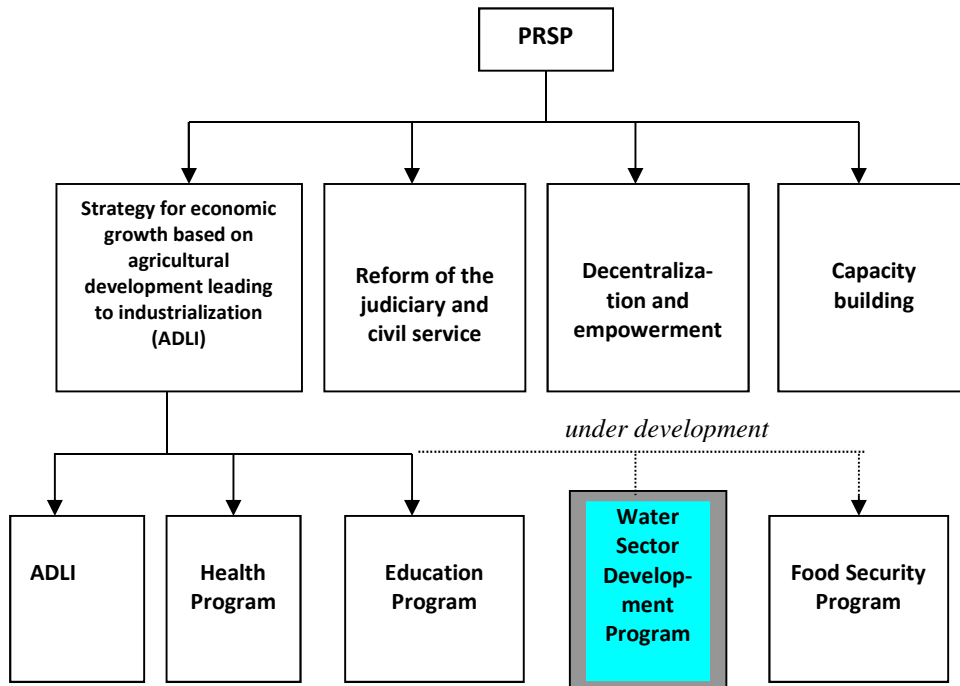 PRSP
Strategy for economic
growth based on
agricultural
development leading
to industrialization
(ADLI)
Reform of the
judiciary and
civil service
Decentraliza-
tion and
empowerment
Capacity
building
under development
ADLI
Health
Program
Education
Program
Water
Sector
Develop-
ment
Program
Food Security
Program